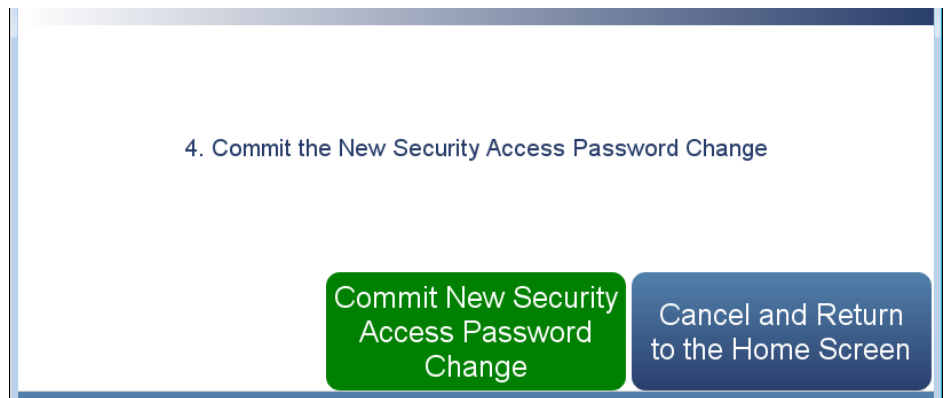 4. Commit the New Security Access Password Change
Commit New Security
Access Password
Change
Cancel and Return
to the Home Screen